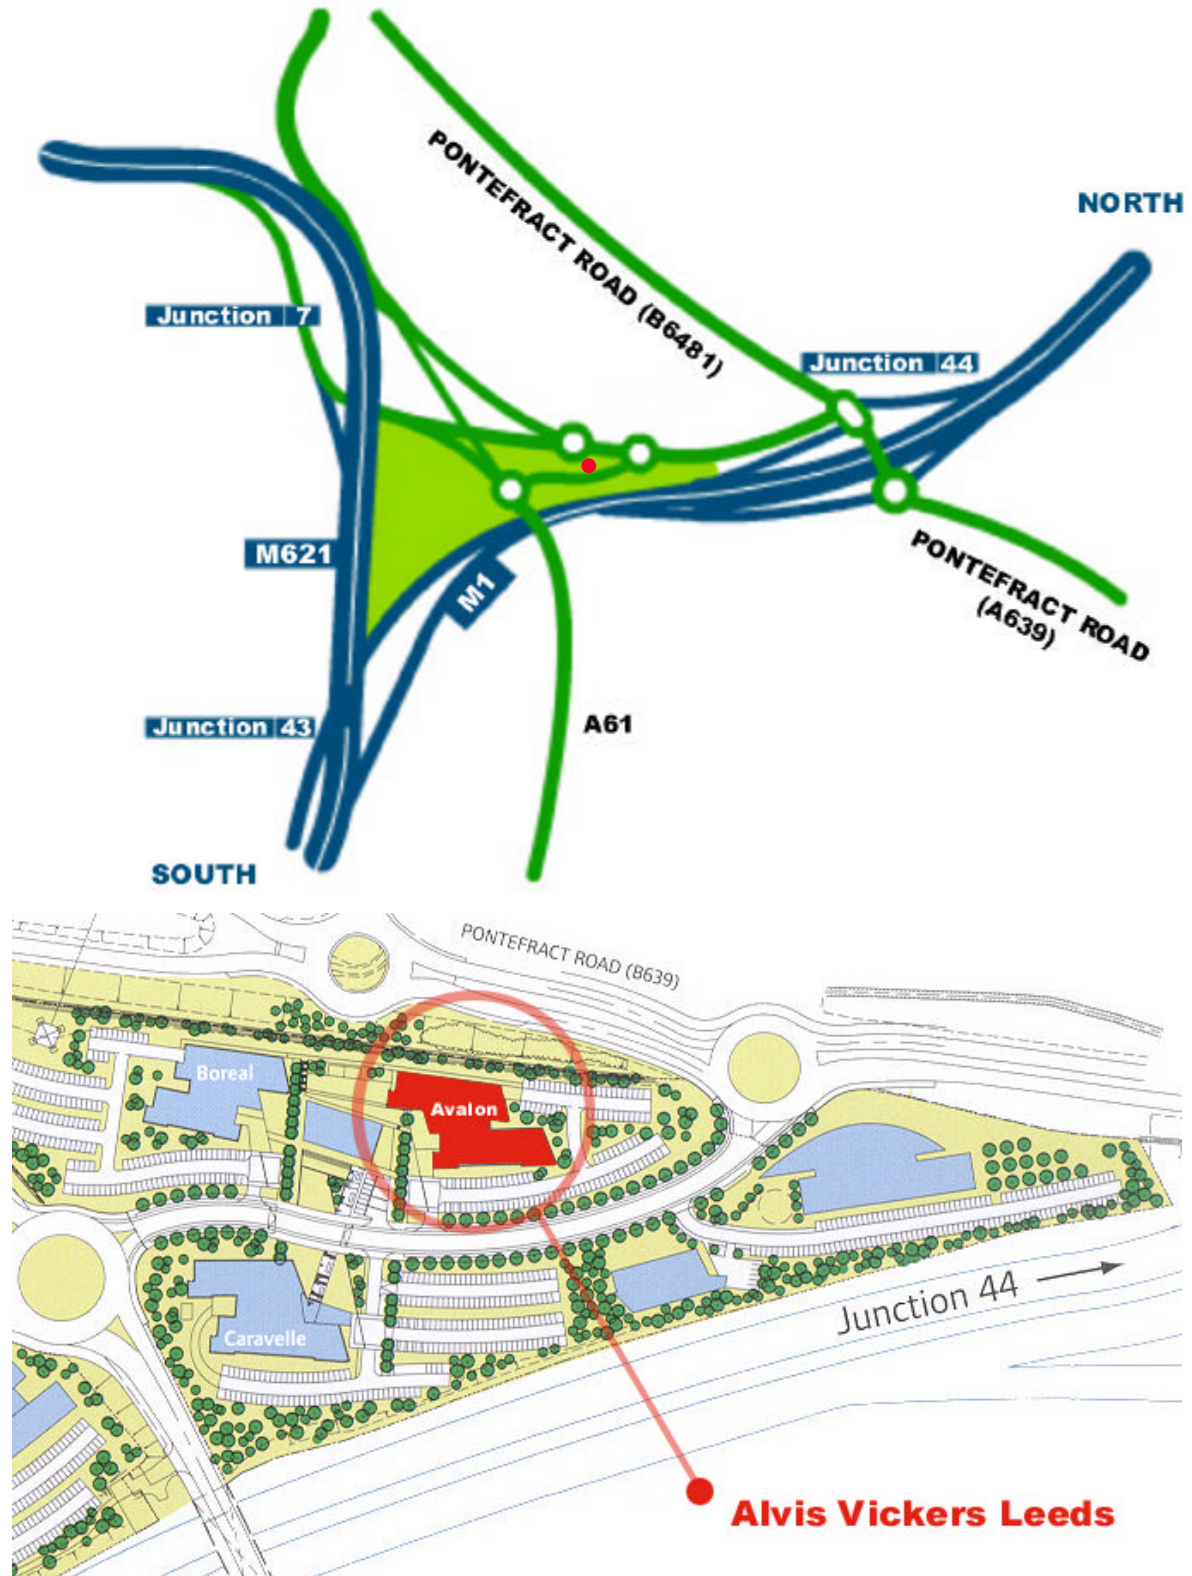 PONTEFRACT ROAD (B6481)
NORTH
Junction 7
Junction 44
M621
M1
PONTEFRACT ROAD
(A639)
Junction 43
A61
SOUTH
PONTEFRACT ROAD (B639)
Boreal
Avalon
Caravelle
Junction 44
Alvis Vickers Leeds